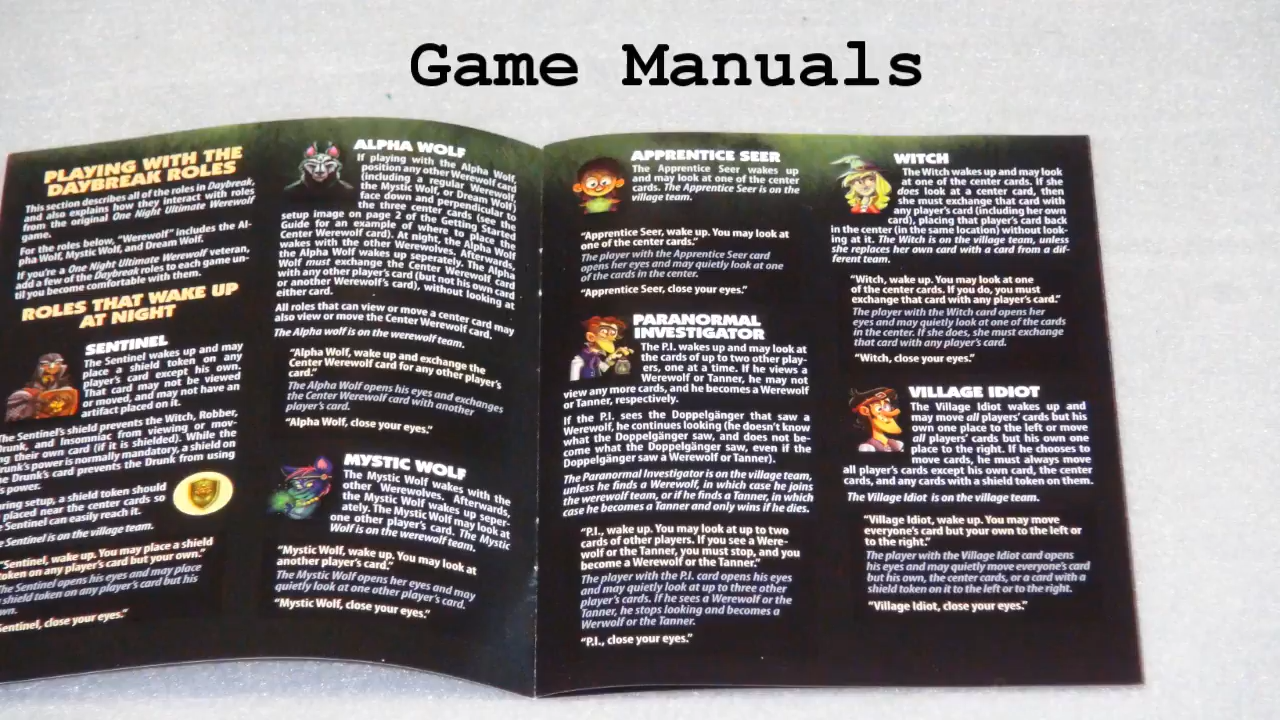 Game Manuals
PLAYING WITH THE
DAYBREAK ROLES
This section describes all of the roles in Daybreak,
and also explains how they interact with roles
from the original One Night Ultimate Werewolf
game.
For the roles below, "Werewolf" includes the Al-
pha Wolf, Mystic Wolf, and Dream Wolf.
If you're a One Night Ultimate Werewolf veteran,
add a few of the Daybreak roles to each game un-
til you become comfortable with them.
ROLES THAT WAKE UP
AT NIGHT
SENTINEL
The Sentinel wakes up and may
place a shield token on any
player's card except his own.
That card may not be viewed
or moved, and may not have an
artifact placed on it.
The Sentinel's shield prevents the Witch, Robber,
Drunk, and Insomniac from viewing or mov-
ing their own card (if it is shielded). While the
Drunk's power is normally mandatory, a shield on
the Drunk's card prevents the Drunk from using
his power.
During setup, a shield token should
be placed near the center cards so
the Sentinel can easily reach it.
The Sentinel is on the village team.
"Sentinel, wake up. You may place a shield
token on any player's card but your own."
The Sentinel opens his eyes and may place
a shield token on any player's card but his
own.
"Sentinel, close your eyes."
ALPHA WOLF
If playing with the Alpha Wolf,
position any other Werewolf card
(including a regular Werewolf,
the Mystic Wolf, or Dream Wolf)
face down and perpendicular to
the three center cards (see the
setup image on page 2 of the Getting Started
Guide for an example of where to place the
Center Werewolf card). At night, the Alpha Wolf
wakes with the other Werewolves. Afterwards,
the Alpha Wolf wakes up seperately. The Alpha
Wolf must exchange the Center Werewolf card
with any other player's card (but not his own card
or another Werewolf's card), without looking at
either card.
All roles that can view or move a center card may
also view or move the Center Werewolf card.
The Alpha wolf is on the werewolf team.
"Alpha Wolf, wake up and exchange the
Center Werewolf card for any other player's
card."
The Alpha Wolf opens his eyes and exchanges
the Center Werewolf card with another
player's card.
"Alpha Wolf, close your eyes."
MYSTIC WOLF
The Mystic Wolf wakes with the
other Werewolves. Afterwards,
the Mystic Wolf wakes up seper-
ately. The Mystic Wolf may look at
one other player's card. The Mystic
Wolf is on the werewolf team.
"Mystic Wolf, wake up. You may look at
another player's card."
The Mystic Wolf opens her eyes and may
quietly look at one other player's card.
"Mystic Wolf, close your eyes."
APPRENTICE SEER
The Apprentice Seer wakes up
and may look at one of the center
cards. The Apprentice Seer is on the
village team.
"Apprentice Seer, wake up. You may look at
one of the center cards."
The player with the Apprentice Seer card
opens her eyes and may quietly look at one
of the cards in the center.
"Apprentice Seer, close your eyes."
PARANORMAL
INVESTIGATOR
The P.I. wakes up and may look at
the cards of up to two other play-
ers, one at a time. If he views a
Werewolf or Tanner, he may not
view any more cards, and he becomes a Werewolf
or Tanner, respectively.
If the P.I. sees the Doppelgänger that saw a
Werewolf, he continues looking (he doesn't know
what the Doppelgänger saw, and does not be-
come what the Doppelgänger saw, even if the
Doppelgänger saw a Werewolf or Tanner).
The Paranormal Investigator is on the village team,
unless he finds a Werewolf, in which case he joins
the werewolf team, or if he finds a Tanner, in which
case he becomes a Tanner and only wins if he dies.
"P.I., wake up. You may look at up to two
cards of other players. If you see a Were-
wolf or the Tanner, you must stop, and you
become a Werewolf or the Tanner."
The player with the P.I. card opens his eyes
and may quietly look at up to three other
player's cards. If he sees a Werewolf or the
Tanner, he stops looking and becomes a
Werwolf or the Tanner.
"P.I., close your eyes."
WITCH
The Witch wakes up and may look
at one of the center cards. If she
does look at a center card, then
she must exchange that card with
any player's card (including her own
card), placing that player's card back
in the center (in the same location) without look-
ing at it. The Witch is on the village team, unless
she replaces her own card with a card from a dif-
ferent team.
"Witch, wake up. You may look at one
of the center cards. If you do, you must
exchange that card with any player's card."
The player with the Witch card opens her
eyes and may quietly look at one of the cards
in the center. If she does, she must exchange
that card with any player's card.
"Witch, close your eyes."
VILLAGE IDIOT
The Village Idiot wakes up and
may move all players' cards but his
own one place to the left or move
all players' cards but his own one
place to the right. If he chooses to
move cards, he must always move
all player's cards except his own card, the center
cards, and any cards with a shield token on them.
The Village Idiot is on the village team.
"Village Idiot, wake up. You may move
everyone's card but your own to the left or
to the right."
The player with the Village Idiot card opens
his eyes and may quietly move everyone's card
but his own, the center cards, or a card with a
shield token on it to the left or to the right.
"Village Idiot, close your eyes."